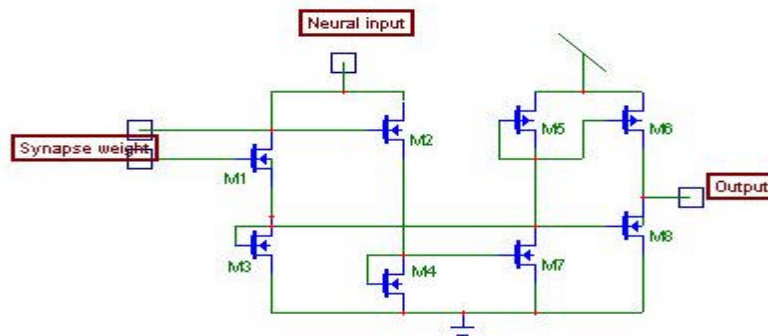 Neural input
M2
M5
M6
Synapse weight
M1
Output
M3
M4
M7
M8